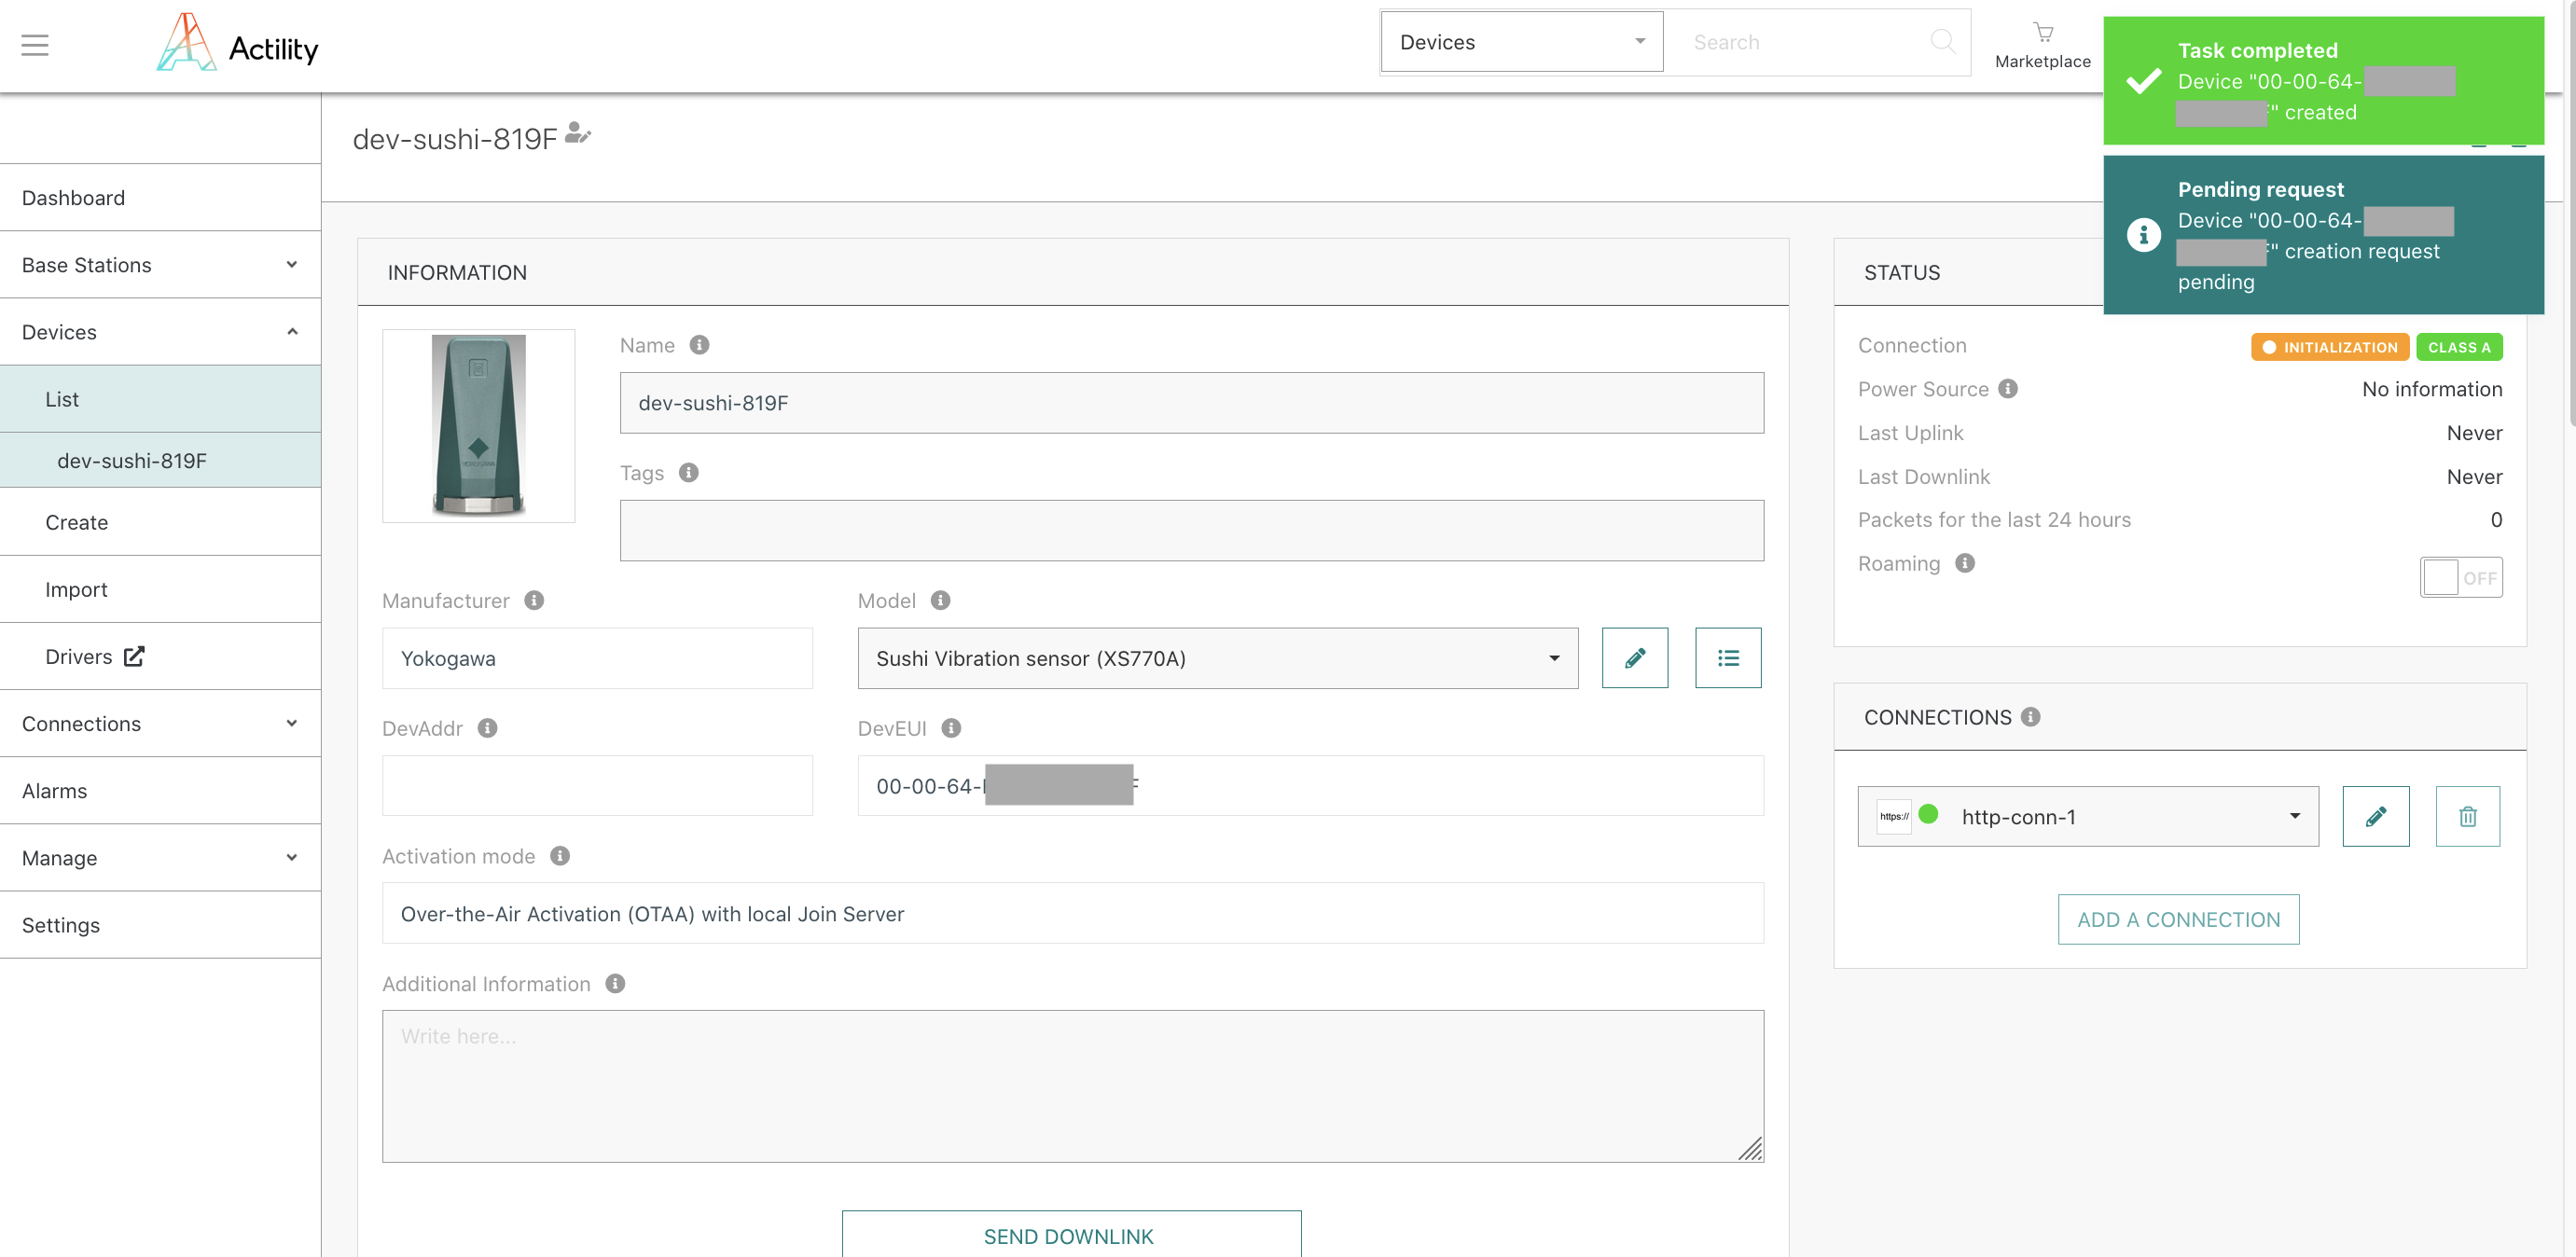 Actility
Devices
Search
Marketplace
Task completed
Device "00-00-64-
" created
Pending request
Device "00-00-64-
" creation request
pending
dev-sushi-819F
Dashboard
Base Stations
Devices
List
dev-sushi-819F
Create
Import
Drivers
Connections
Alarms
Manage
Settings
INFORMATION
Name
dev-sushi-819F
Tags
Manufacturer
Model
Yokogawa
Sushi Vibration sensor (XS770A)
DevAddr
DevEUI
00-00-64-
Activation mode
Over-the-Air Activation (OTAA) with local Join Server
Additional Information
Write here...
SEND DOWNLINK
STATUS
Connection
INITIALIZATION
CLASS A
Power Source
No information
Last Uplink
Never
Last Downlink
Never
Packets for the last 24 hours
0
Roaming
OFF
CONNECTIONS
https://
http-conn-1
ADD A CONNECTION